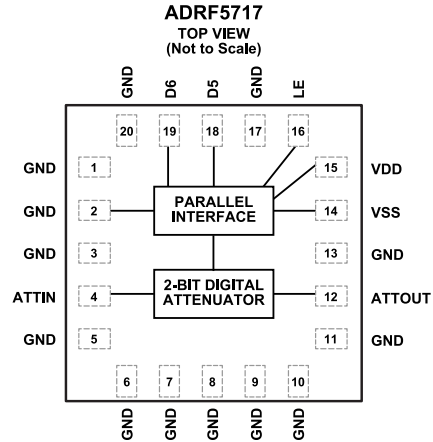 ADRF5717
TOP VIEW
(Not to Scale)
GND
D6
D5
GND
LE
20
19
18
17
16
GND
1
15
VDD
GND
2
PARALLEL
INTERFACE
14
VSS
GND
3
13
GND
ATTIN
4
2-BIT DIGITAL
ATTENUATOR
12
ATTOUT
GND
5
11
GND
6
7
8
9
10
GND
GND
GND
GND
GND